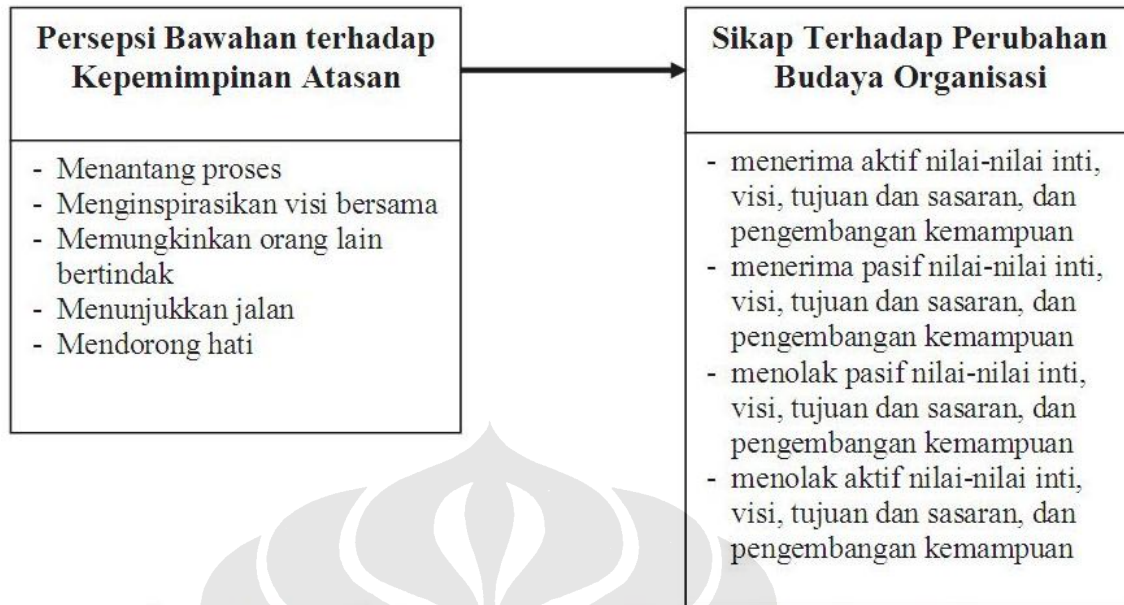 Persepsi Bawahan terhadap
Kepemimpinan Atasan
- Menantang proses
- Menginspirasikan visi bersama
- Memungkinkan orang lain
bertindak
- Menunjukkan jalan
- Mendorong hati
Sikap Terhadap Perubahan
Budaya Organisasi
- menerima aktif nilai-nilai inti,
visi, tujuan dan sasaran, dan
pengembangan kemampuan
- menerima pasif nilai-nilai inti,
visi, tujuan dan sasaran, dan
pengembangan kemampuan
- menolak pasif nilai-nilai inti,
visi, tujuan dan sasaran, dan
pengembangan kemampuan
- menolak aktif nilai-nilai inti,
visi, tujuan dan sasaran, dan
pengembangan kemampuan